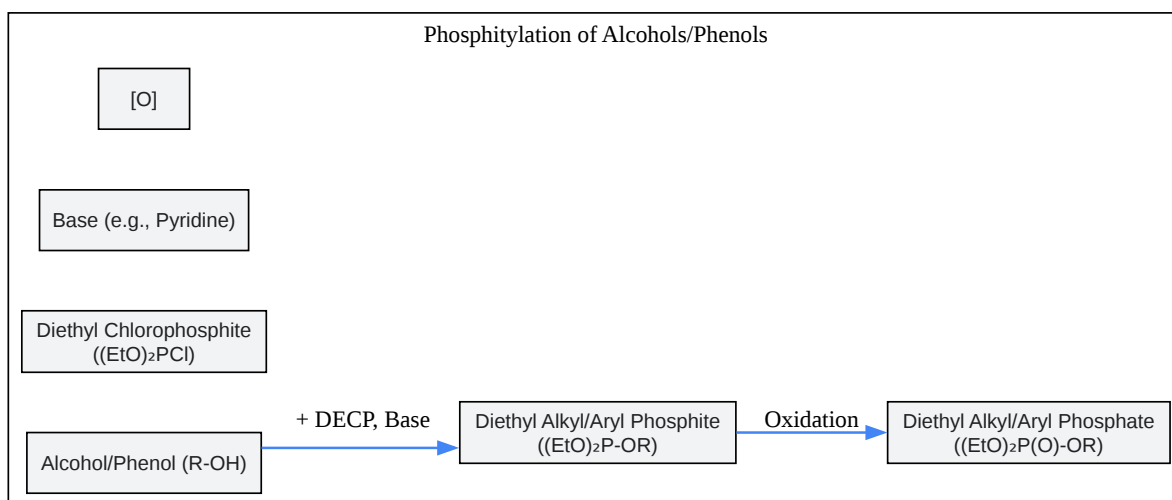 Phosphitylation of Alcohols/Phenols
[O]
Base (e.g., Pyridine)
Diethyl Chlorophosphite
((EtO)₂PCl)
Alcohol/Phenol (R-OH)
+ DECP, Base
Diethyl Alkyl/Aryl Phosphite
((EtO)₂P-OR)
Oxidation
Diethyl Alkyl/Aryl Phosphate
((EtO)₂P(O)-OR)